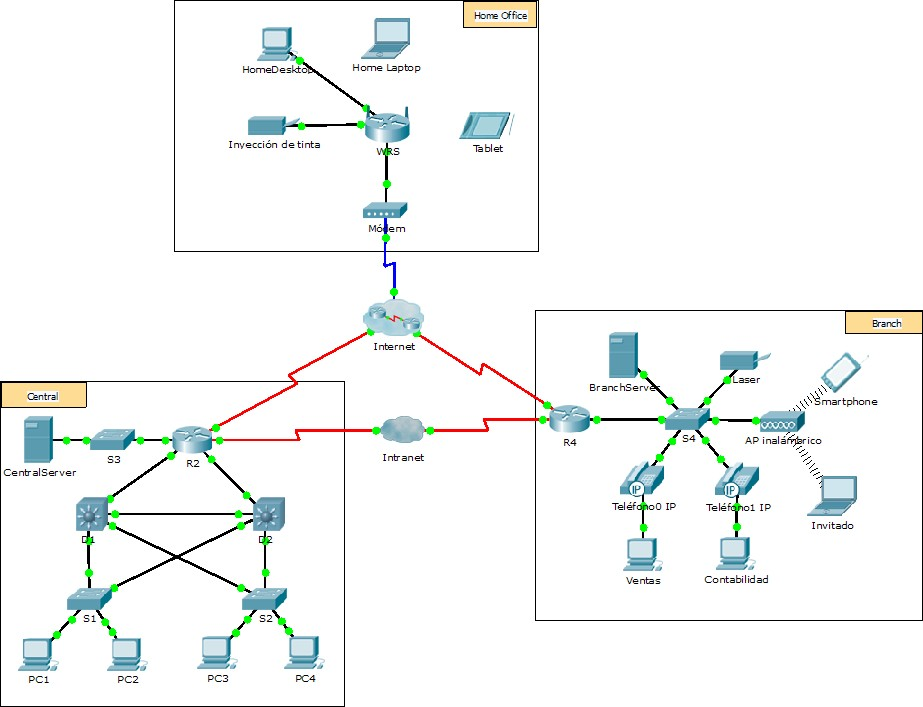 Home Office
HomeDesktop
Home Laptop
Inyección de tinta
WRS
Tablet
Módem
Internet
Branch
BranchServer
Laser
Smartphone
R4
S4
AP inalámbrico
Teléfono0 IP
Teléfono1 IP
Invitado
Ventas
Contabilidad
Intranet
Central
CentralServer
S3
R2
D1
D2
S1
S2
PC1
PC2
PC3
PC4
IP
IP